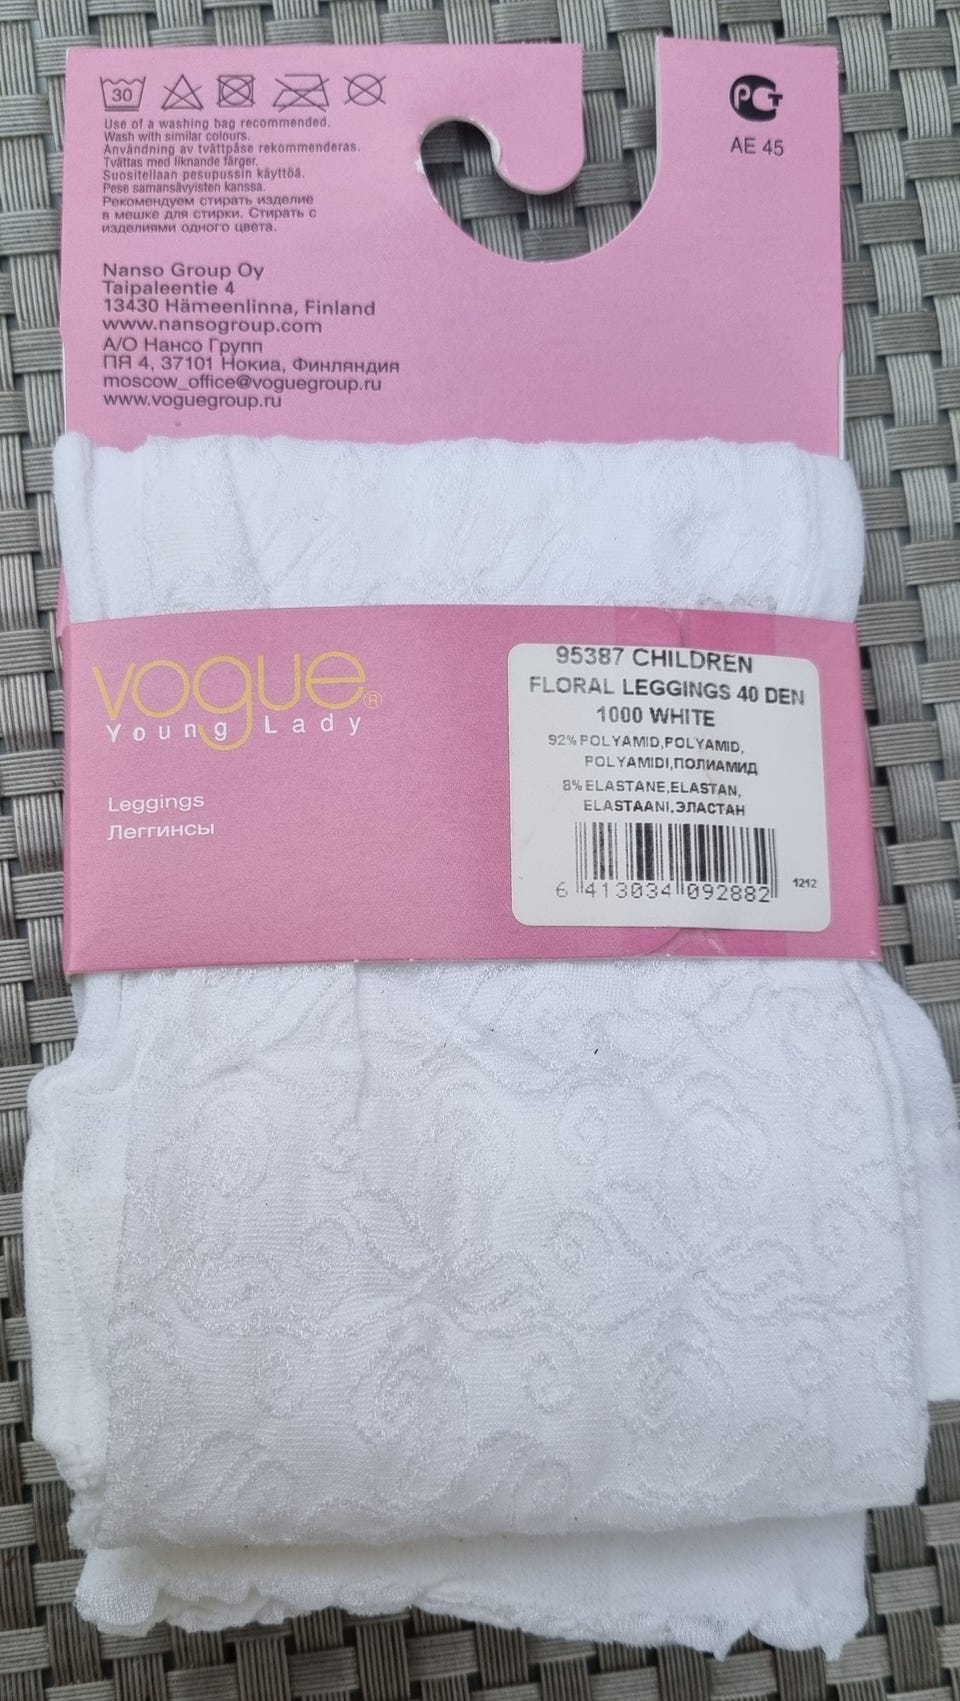 30
Use of a washing bag recommended.
Wash with similar colours.
Användning av tvättpåse rekommenderas.
Tvättas med liknande färger.
Suositellaan pesupussin käyttöä.
Pese samansävyisten kanssa.
Рекомендуем стирать изделие
в мешке для стирки. Стирать с
изделиями одного цвета.
Nanso Group Oy
Taipaleentie 4
13430 Hämeenlinna, Finland
www.nansogroup.com
А/О Нансо Групп
ПЯ 4, 37101 Нокиа, Финляндия
moscow_office@voguegroup.ru
www.voguegroup.ru
РСТ
AE 45
vogue®
Young Lady
Leggings
Леггинсы
95387 CHILDREN
FLORAL LEGGINGS 40 DEN
1000 WHITE
92% POLYAMID,POLYAMID,
POLYAMIDI,ПОЛИАМИД
8% ELASTANE,ELASTAN,
ELASTAANI,ЭЛАСТАН
6 413034 092882
1212